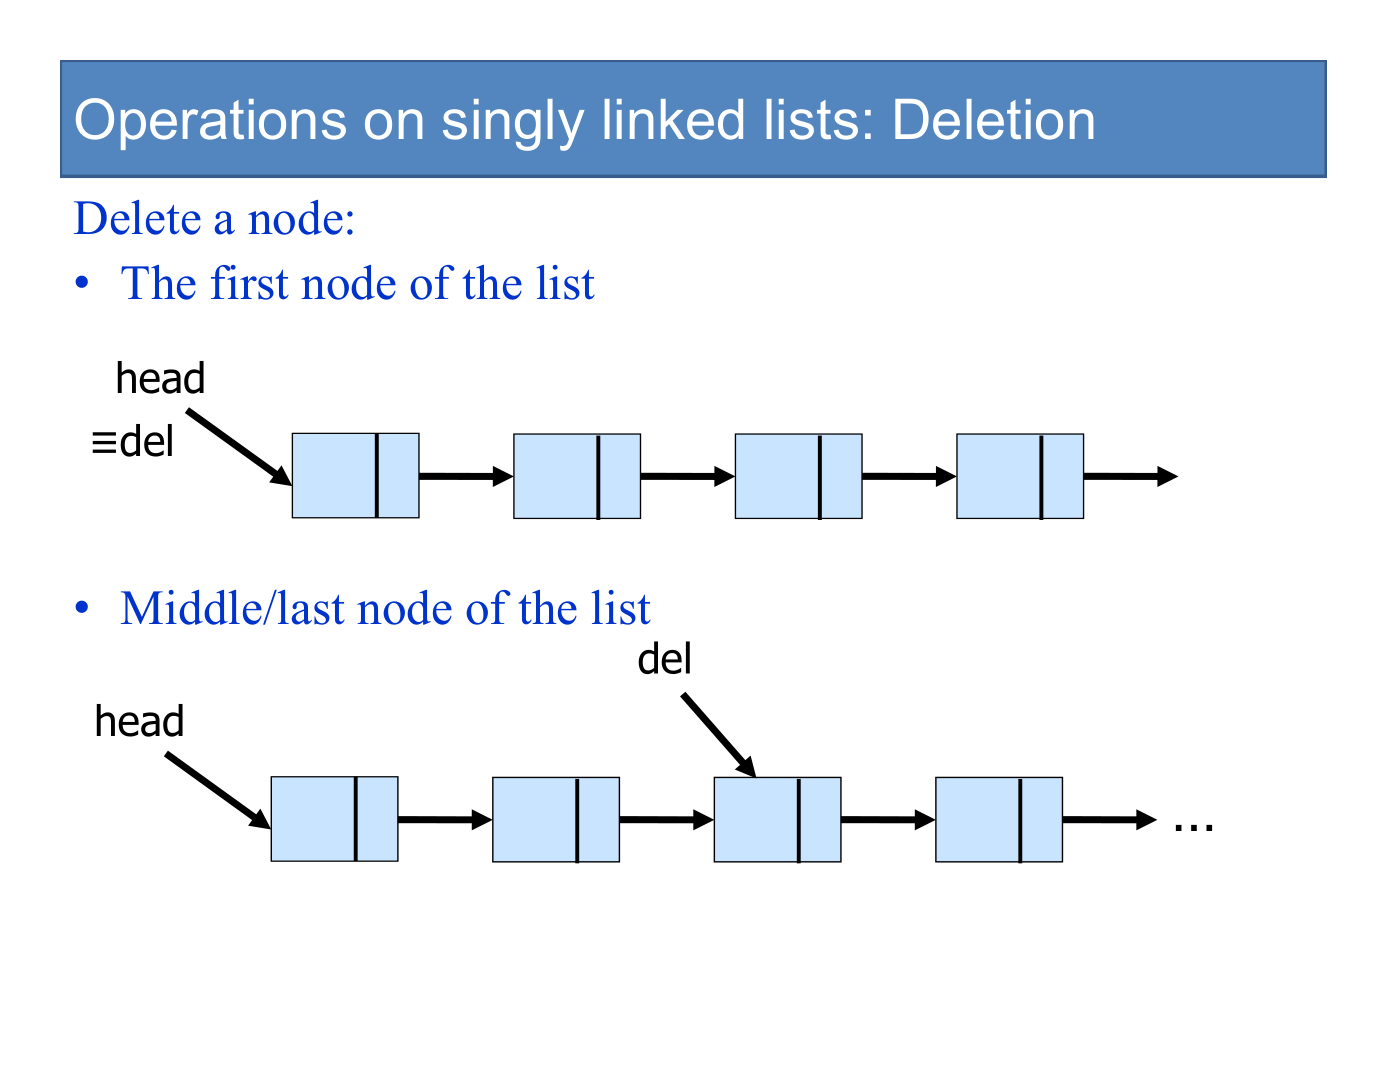 Operations on singly linked lists: Deletion
Delete a node:
• The first node of the list
head
≡del
• Middle/last node of the list
del
head
...